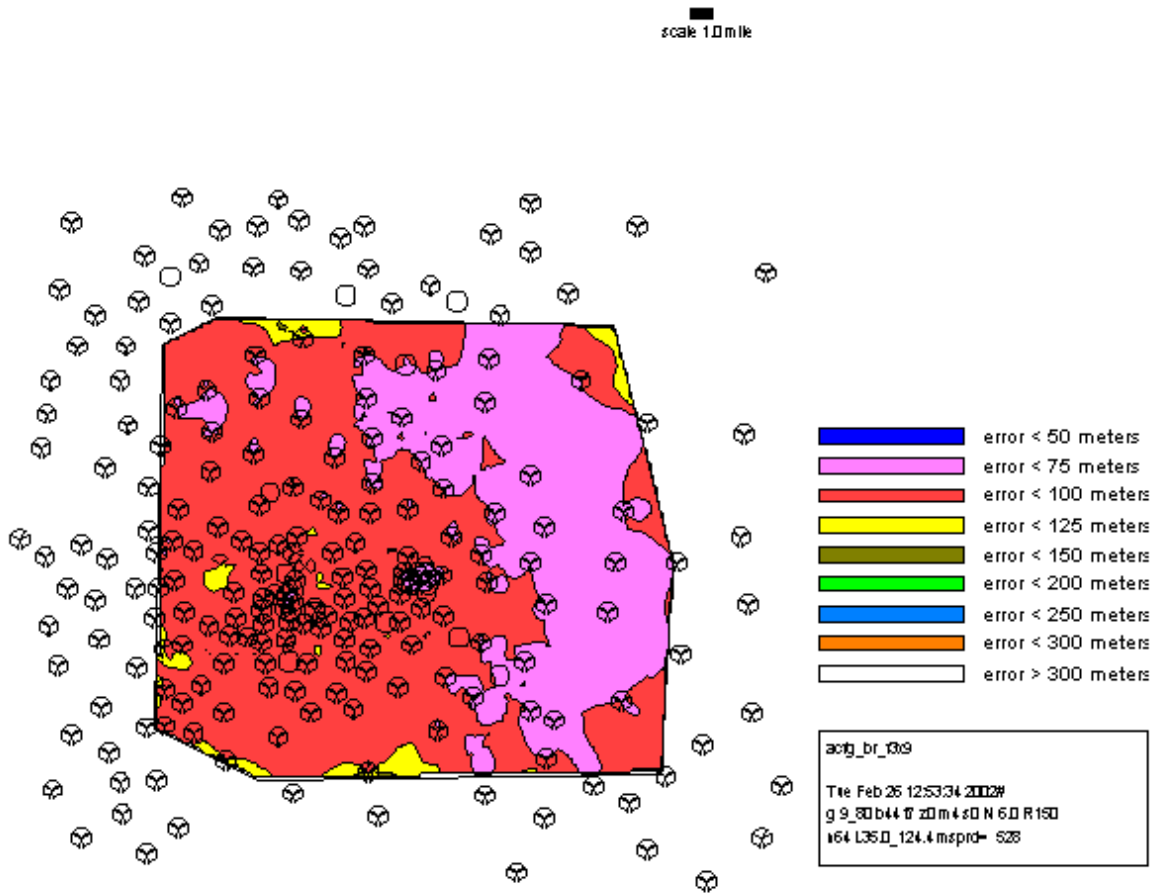 scale 1.0 mile
error < 50 meters
error < 75 meters
error < 100 meters
error < 125 meters
error < 150 meters
error < 200 meters
error < 250 meters
error < 300 meters
error > 300 meters
Tue Feb 26 12:53:34 2002#
msprd= 528